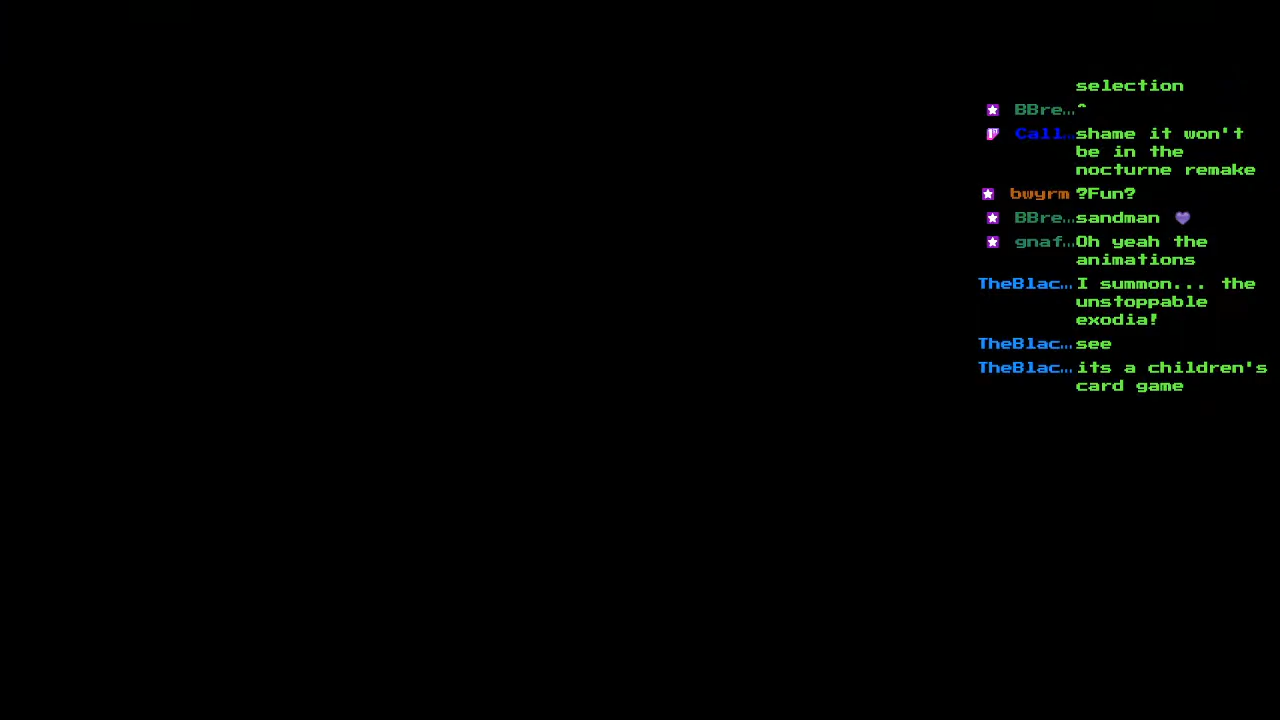 selection
BBre...^
Call...shame it won't
be in the
nocturne remake
bwyrm ?Fun?
BBre...sandman 💜
gnaf...Oh yeah the
animations
TheBlac...I summon... the
unstoppable
exodia!
TheBlac...see
TheBlac...its a children's
card game